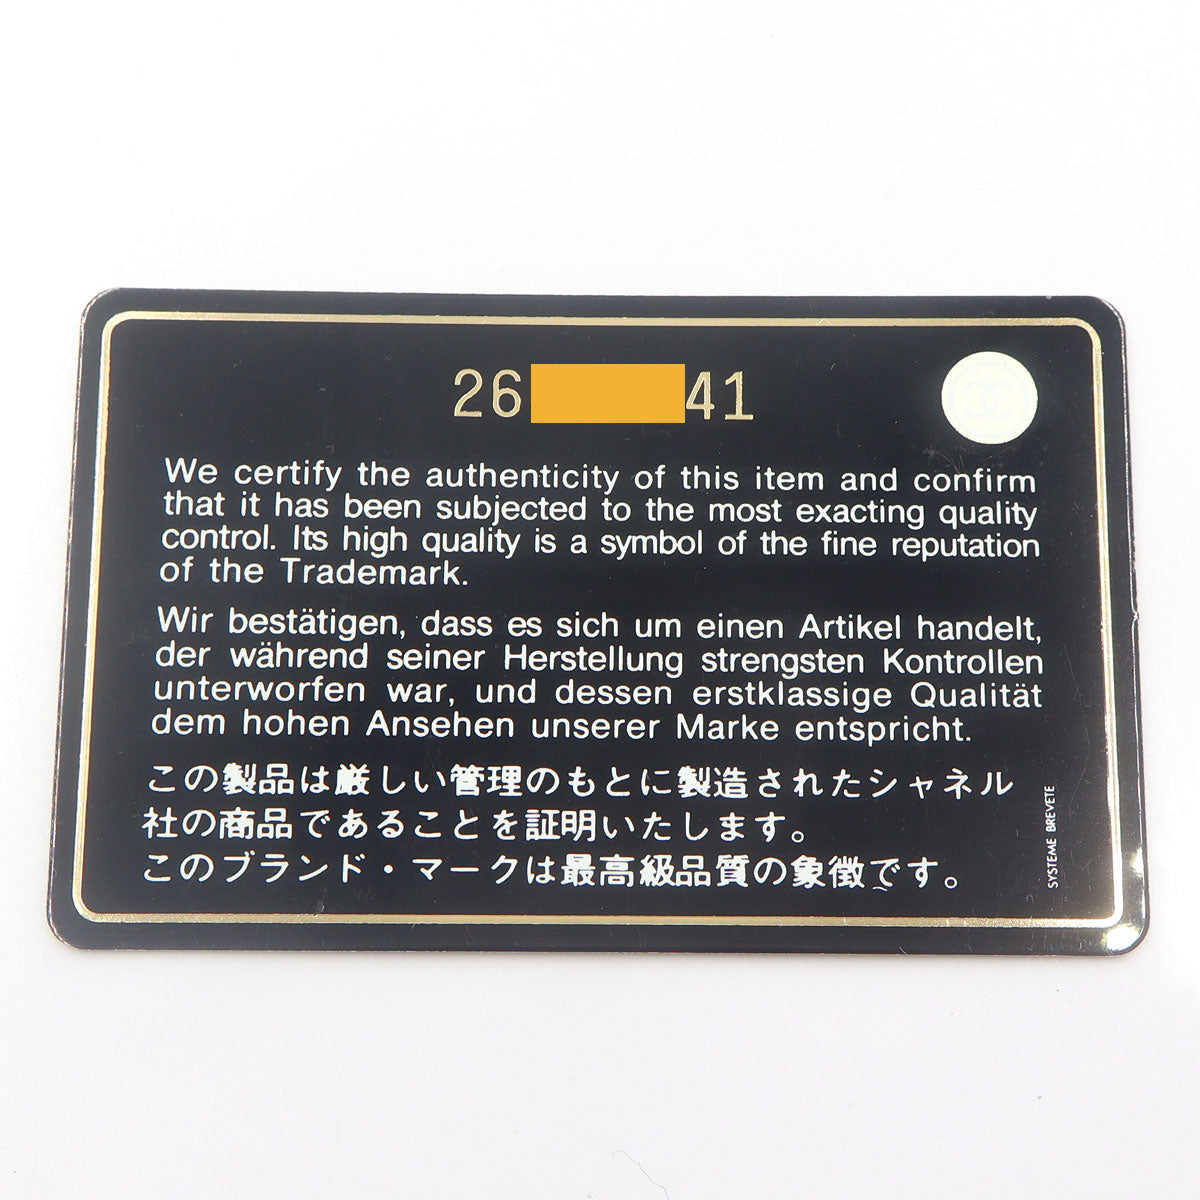 26 41
We certify the authenticity of this item and confirm
that it has been subjected to the most exacting quality
control. Its high quality is a symbol of the fine reputation
of the Trademark.
Wir bestätigen, dass es sich um einen Artikel handelt,
der während seiner Herstellung strengsten Kontrollen
unterworfen war, und dessen erstklassige Qualität
dem hohen Ansehen unserer Marke entspricht.
この製品は厳しい管理のもとに製造されたシャネル
社の商品であることを証明いたします。
このブランド・マークは最高級品質の象徴です。
SYSTEME BREVETE